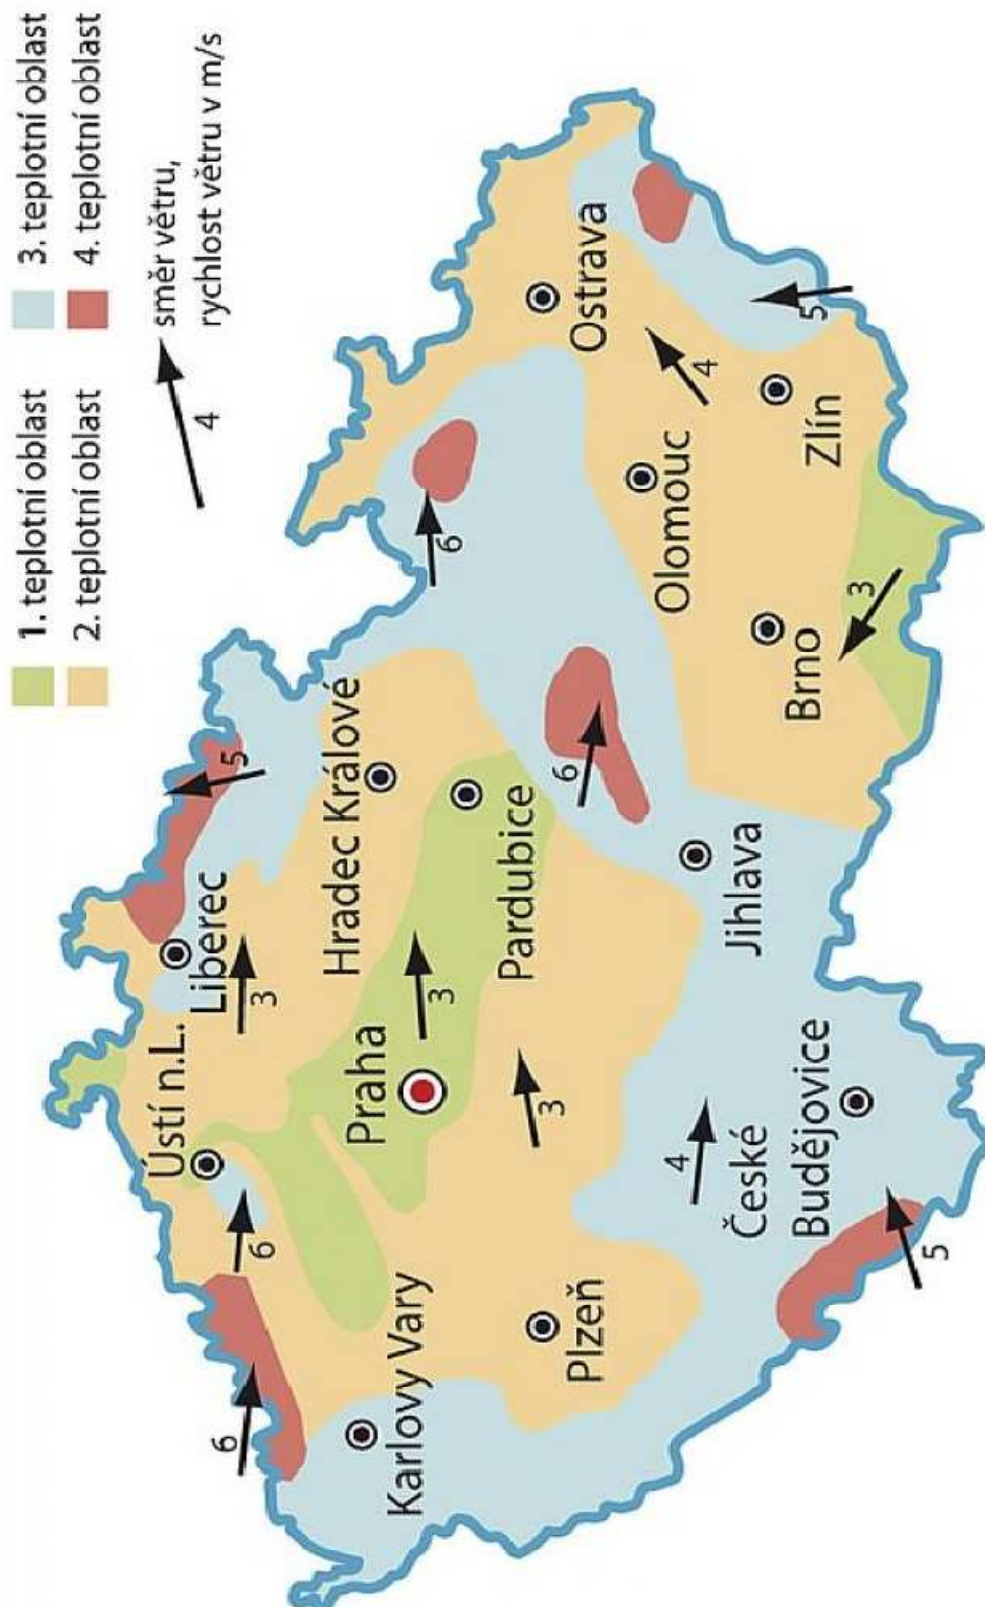 1. teplotní oblast
2. teplotní oblast
3. teplotní oblast
4. teplotní oblast
4
směr větru,
rychlost větru v m/s
5
Liberec
3
Ústí n.L.
6
6
Hradec Králové
6
Praha
3
Karlovy Vary
Pardubice
Ostrava
3
Plzeň
6
Olomouc
4
4
Jihlava
České
Budějovice
5
Brno
3
Zlín
5